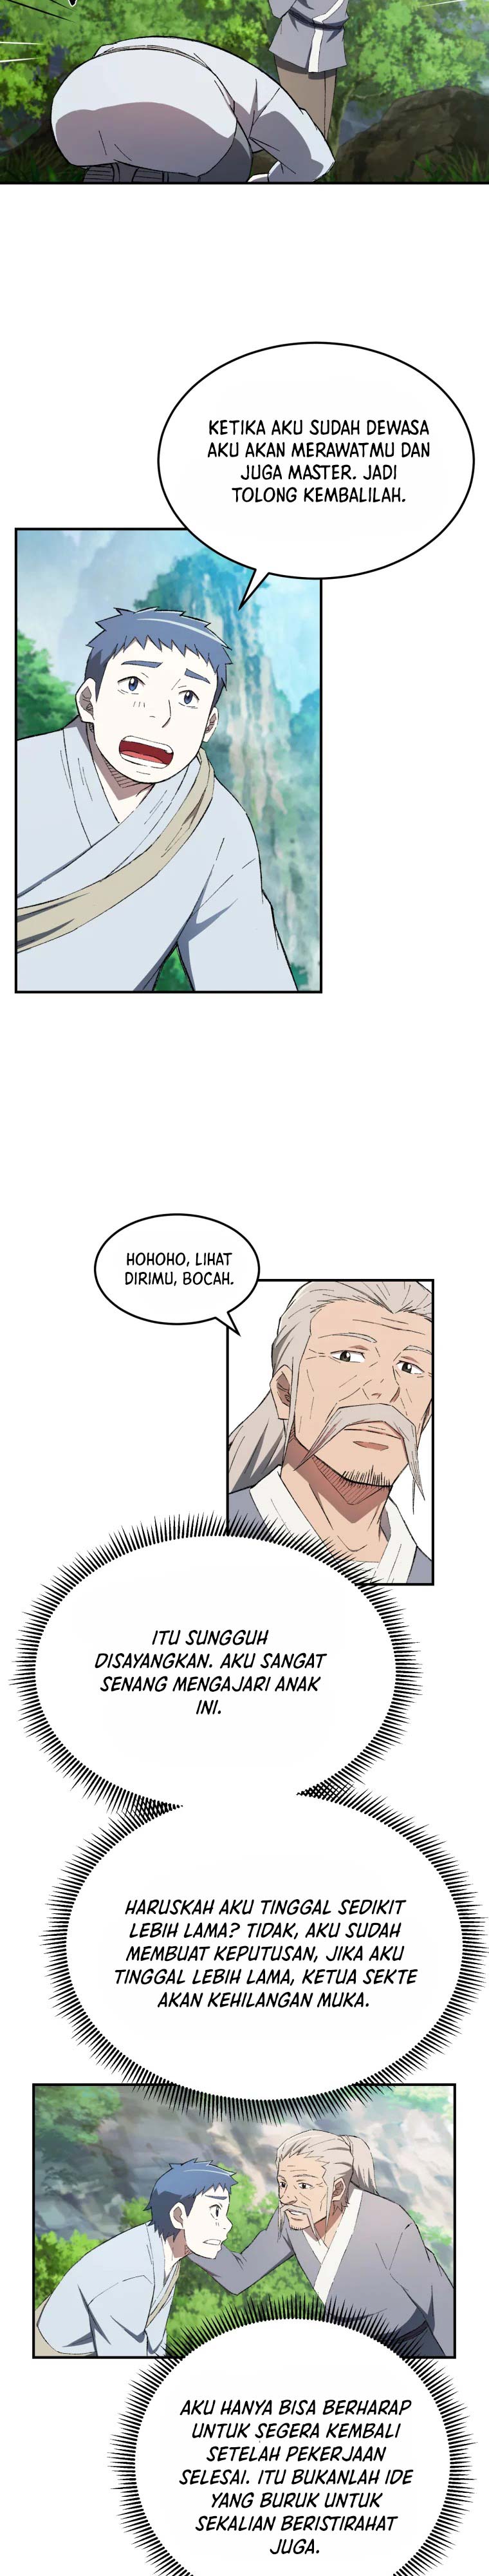 KETIKA AKU SUDAH DEWASA
AKU AKAN MERAWATMU DAN
JUGA MASTER. JADI
TOLONG KEMBALILAH.
HOHOHO, LIHAT
DIRIMU, BOCAH.
ITU SUNGGUH
DISAYANGKAN. AKU SANGAT
SENANG MENGAJARI ANAK
INI.
HARUSKAH AKU TINGGAL SEDIKIT
LEBIH LAMA? TIDAK, AKU SUDAH
MEMBUAT KEPUTUSAN, JIKA AKU
TINGGAL LEBIH LAMA, KETUA SEKTE
AKAN KEHILANGAN MUKA.
AKU HANYA BISA BERHARAP
UNTUK SEGERA KEMBALI
SETELAH PEKERJAAN
SELESAI. ITU BUKANLAH IDE
YANG BURUK UNTUK
SEKALIAN BERISTIRAHAT
JUGA.